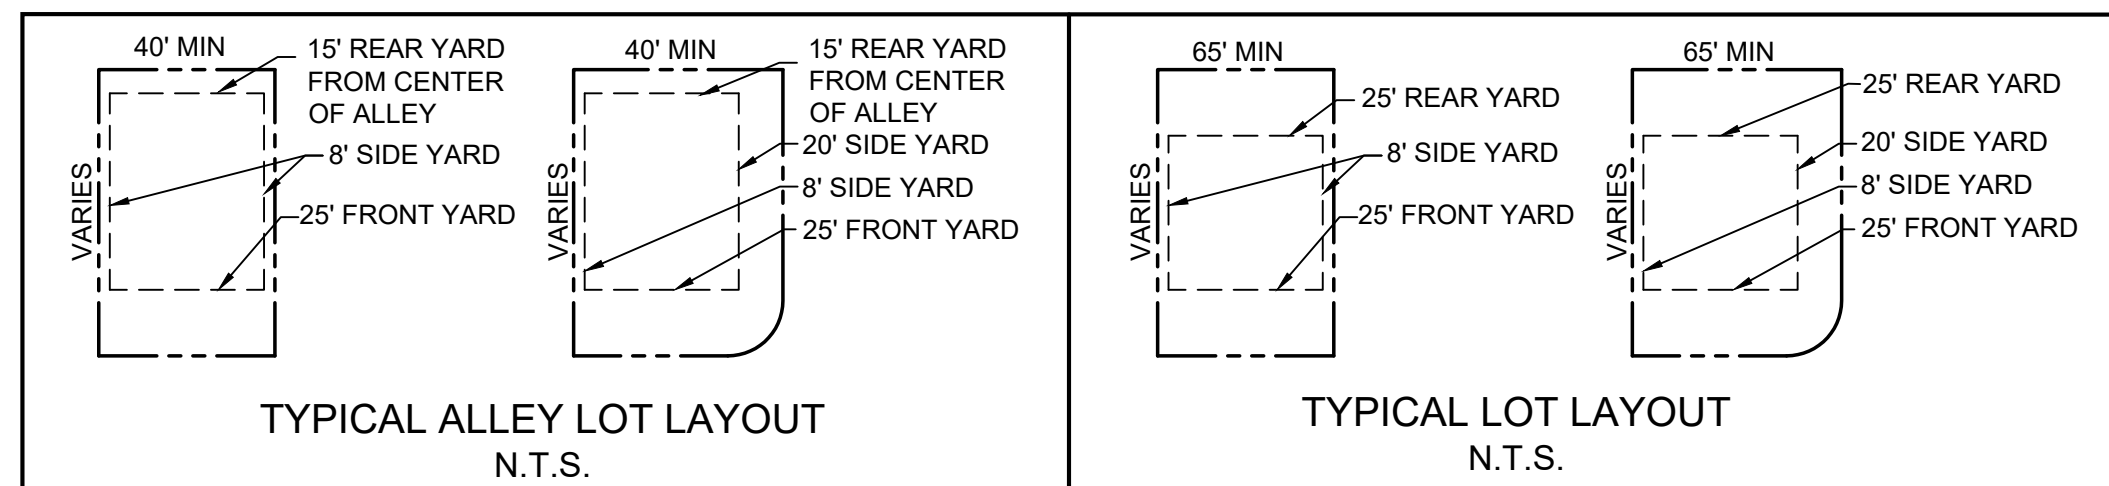 40' MIN
15' REAR YARD
FROM CENTER
OF ALLEY
8' SIDE YARD
VARIES
25' FRONT YARD
40' MIN
15' REAR YARD
FROM CENTER
OF ALLEY
20' SIDE YARD
8' SIDE YARD
VARIES
25' FRONT YARD
TYPICAL ALLEY LOT LAYOUT
N.T.S.
65' MIN
25' REAR YARD
8' SIDE YARD
VARIES
25' FRONT YARD
65' MIN
25' REAR YARD
20' SIDE YARD
8' SIDE YARD
VARIES
25' FRONT YARD
TYPICAL LOT LAYOUT
N.T.S.